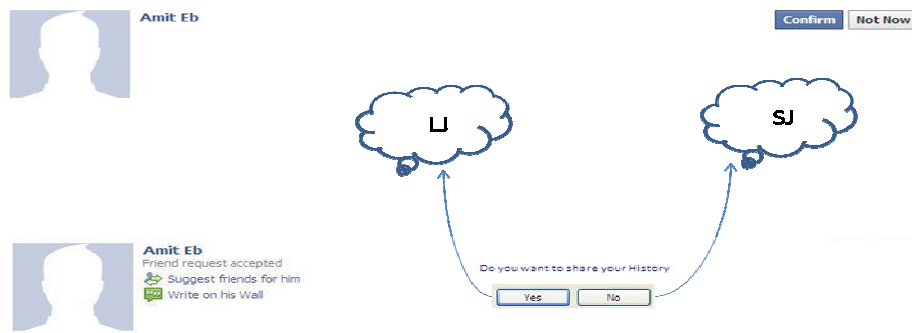 Amit Eb
Confirm Not Now
LJ
SJ
Amit Eb
Friend request accepted
Suggest friends for him
Write on his Wall
Do you want to share your History
Yes No